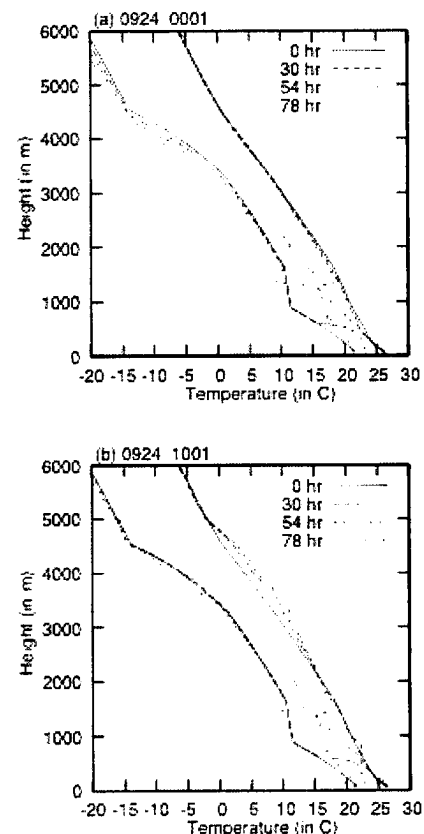 (a) 0924 0001
0 hr
30 hr
54 hr
78 hr
6000
5000
4000
3000
2000
1000
0
Height (in m)
-20 -15 -10 -5 0 5 10 15 20 25 30
Temperature (in C)
(b) 0924 1001
0 hr
30 hr
54 hr
78 hr
6000
5000
4000
3000
2000
1000
0
Height (in m)
-20 -15 -10 -5 0 5 10 15 20 25 30
Temperature (in C)